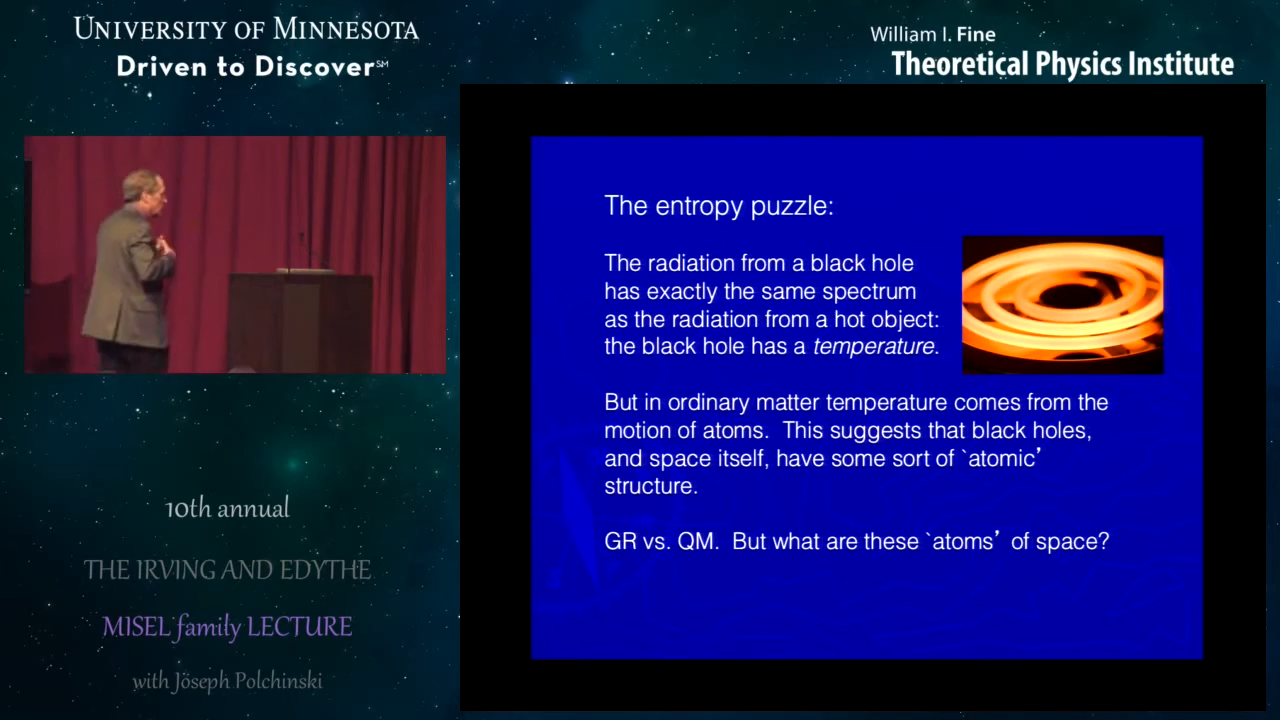 UNIVERSITY OF MINNESOTA
Driven to Discover℠
William I. Fine
Theoretical Physics Institute
The entropy puzzle:
The radiation from a black hole
has exactly the same spectrum
as the radiation from a hot object:
the black hole has a temperature.
But in ordinary matter temperature comes from the
motion of atoms. This suggests that black holes,
and space itself, have some sort of `atomic’
structure.
GR vs. QM. But what are these `atoms’ of space?
10th annual
THE IRVING AND EDYTHE
MISEL family LECTURE
with Joseph Polchinski